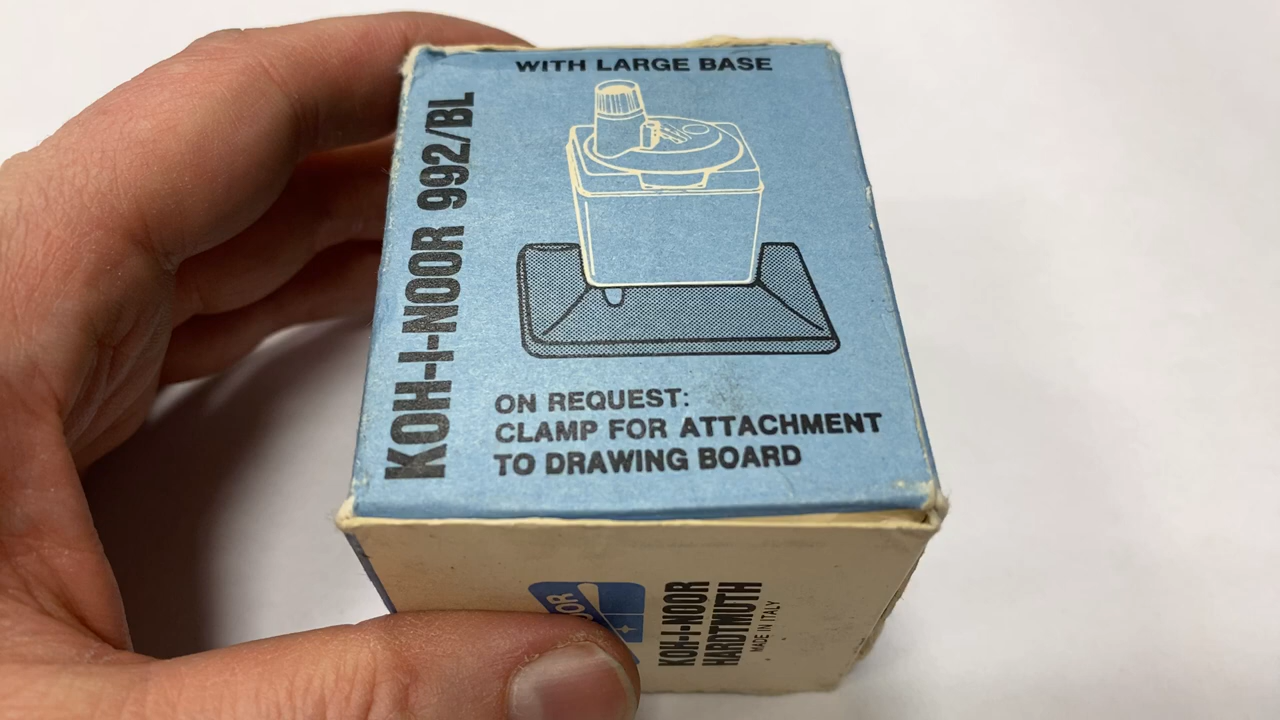 WITH LARGE BASE
KOH-I-NOOR 992/BL
ON REQUEST:
CLAMP FOR ATTACHMENT
TO DRAWING BOARD
KOH-I-NOOR
HARDTMUTH
MADE IN ITALY